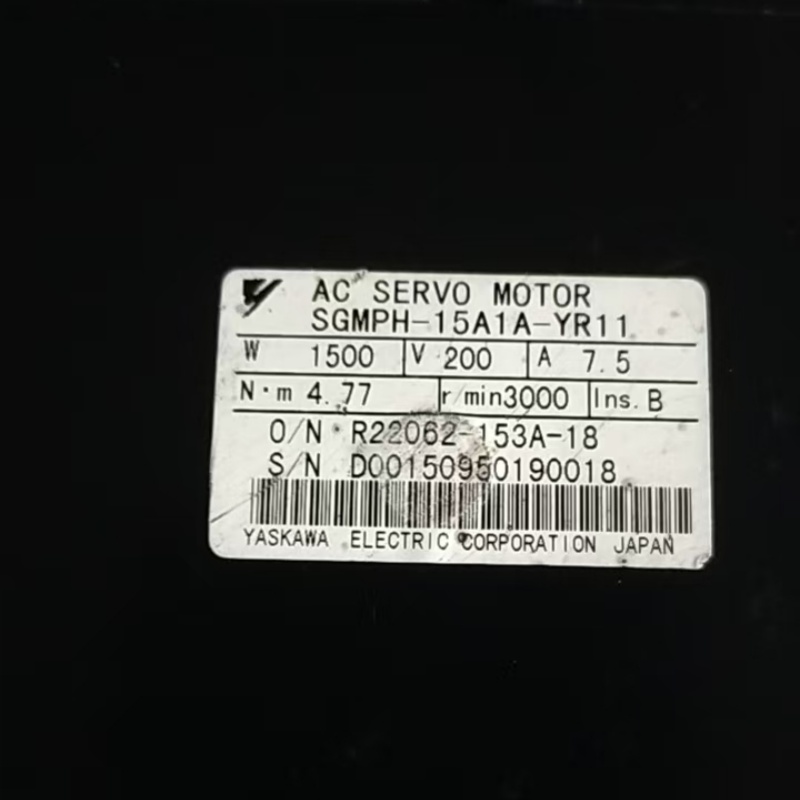 AC SERVO MOTOR
SGMPH-15A1A-YR11
W 1500 V 200 A 7.5
N·m 4.77 r/min3000 Ins. B
O/N R22062-153A-18
S/N D00150950190018
YASKAWA ELECTRIC CORPORATION JAPAN